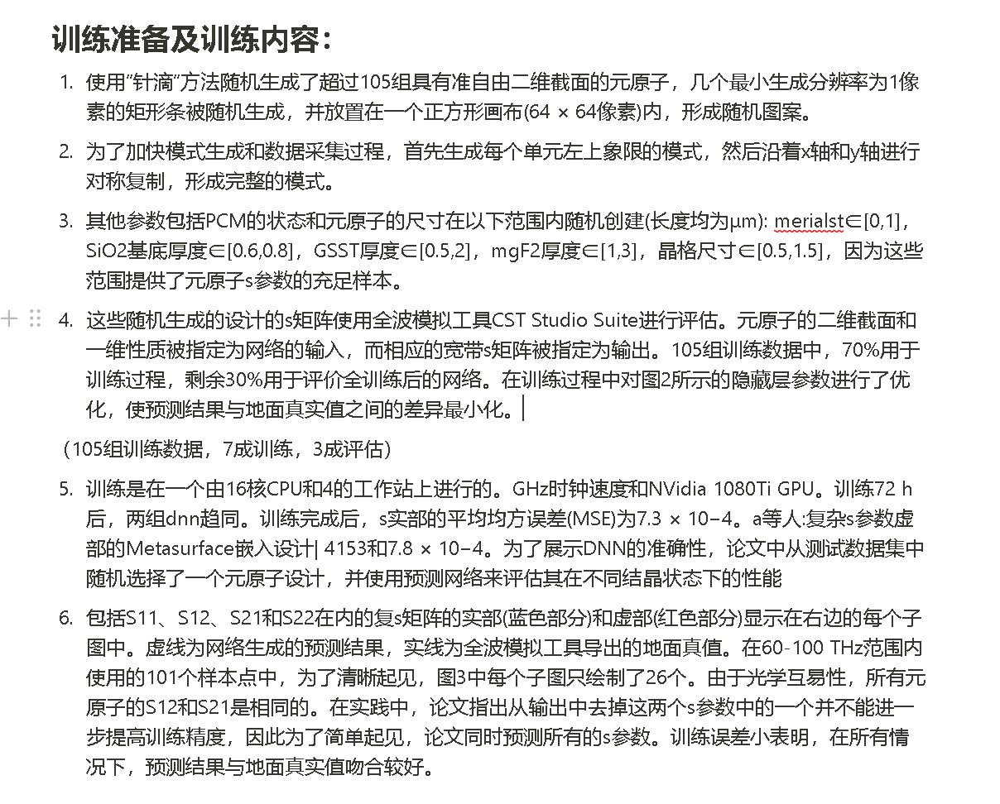 训练准备及训练内容：
1. 使用“针滴“方法随机生成了超过105组具有准自由二维截面的元原子，几个最小生成分辨率为1像
素的矩形条被随机生成，并放置在一个正方形画布(64 × 64像素)内，形成随机图案。
2. 为了加快模式生成和数据采集过程，首先生成每个单元左上象限的模式，然后沿着x轴和y轴进行
对称复制，形成完整的模式。
3. 其他参数包括PCM的状态和元原子的尺寸在以下范围内随机创建(长度均为μm): merialst∈[0,1]，
SiO2基底厚度∈[0.6,0.8]，GSST厚度∈[0.5,2]，mgF2厚度∈[1,3]，晶格尺寸∈[0.5,1.5]，因为这些
范围提供了元原子s参数的充足样本。
4. 这些随机生成的设计的s矩阵使用全波模拟工具CST Studio Suite进行评估。元原子的二维截面和
一维性质被指定为网络的输入，而相应的宽带s矩阵被指定为输出。105组训练数据中，70%用于
训练过程，剩余30%用于评价全训练后的网络。在训练过程中对图2所示的隐藏层参数进行了优
化，使预测结果与地面真实值之间的差异最小化。
（105组训练数据，7成训练，3成评估）
5. 训练是在一个由16核CPU和4的工作站上进行的。GHz时钟速度和NVidia 1080Ti GPU。训练72 h
后，两组dnn趋同。训练完成后，s实部的平均均方误差(MSE)为7.3 × 10−4。a等人:复杂s参数虚
部的Metasurface嵌入设计| 4153和7.8 × 10−4。为了展示DNN的准确性，论文中从测试数据集中
随机选择了一个元原子设计，并使用预测网络来评估其在不同结晶状态下的性能
6. 包括S11、S12、S21和S22在内的复s矩阵的实部(蓝色部分)和虚部(红色部分)显示在右边的每个子
图中。虚线为网络生成的预测结果，实线为全波模拟工具导出的地面真值。在60-100 THz范围内
使用的101个样本点中，为了清晰起见，图3中每个子图只绘制了26个。由于光学互易性，所有元
原子的S12和S21是相同的。在实践中，论文指出从输出中去掉这两个s参数中的一个并不能进一
步提高训练精度，因此为了简单起见，论文同时预测所有的s参数。训练误差小表明，在所有情
况下，预测结果与地面真实值吻合较好。